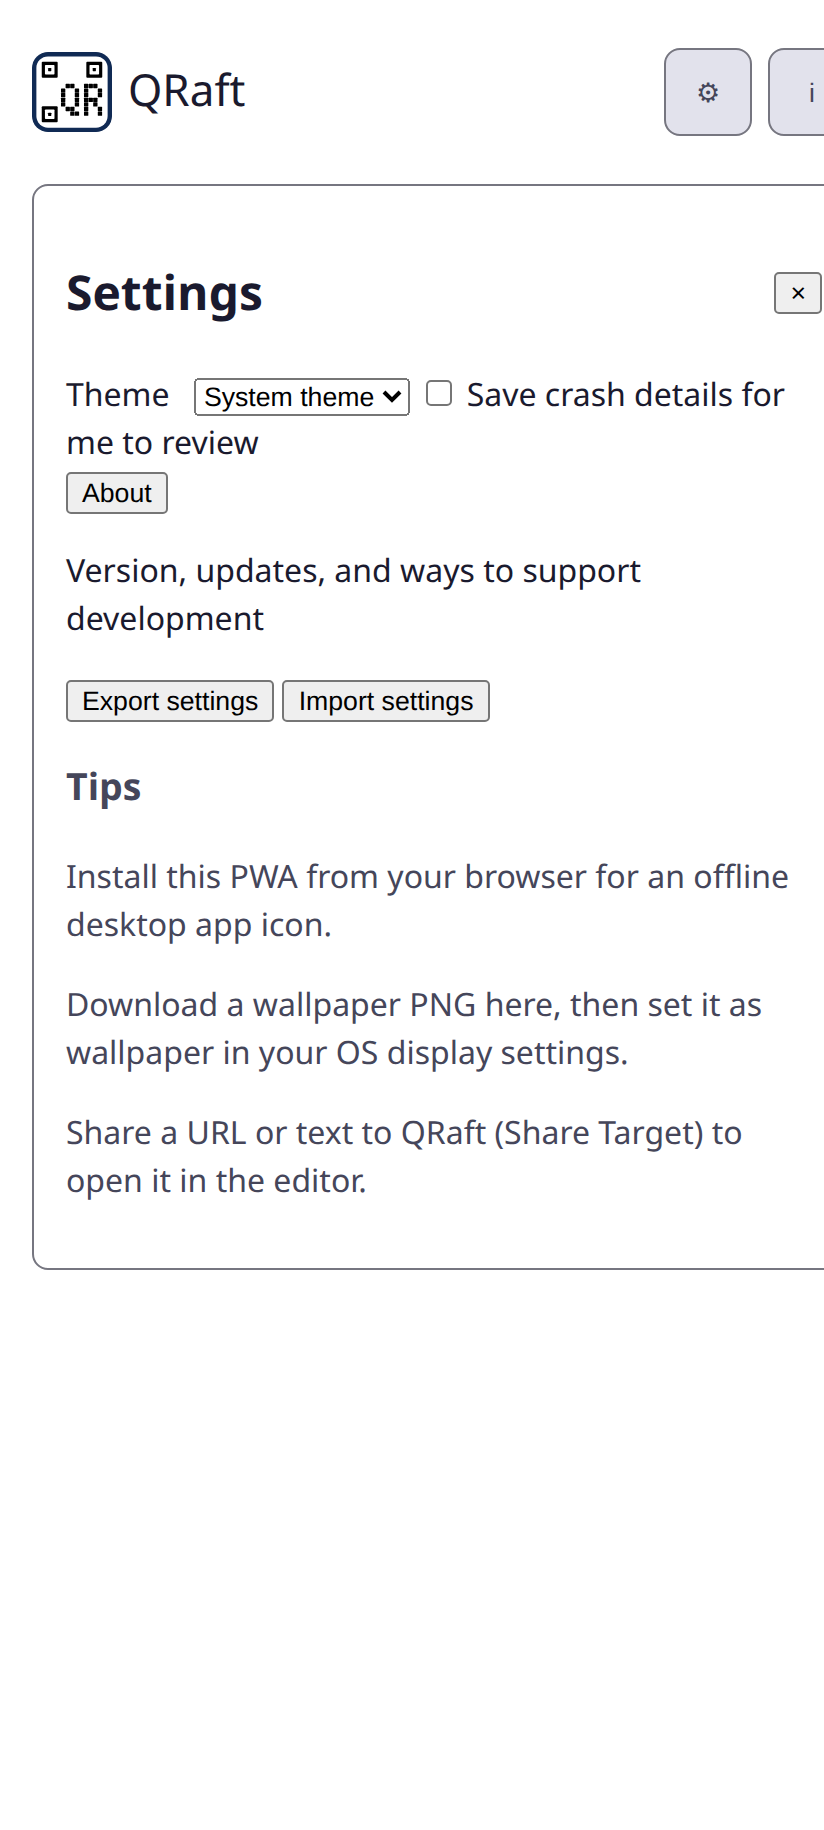 QR
QRaft
⚙ i
Settings
×
Theme System theme Save crash details for
me to review
About
Version, updates, and ways to support
development
Export settings Import settings
Tips
Install this PWA from your browser for an offline
desktop app icon.
Download a wallpaper PNG here, then set it as
wallpaper in your OS display settings.
Share a URL or text to QRaft (Share Target) to
open it in the editor.